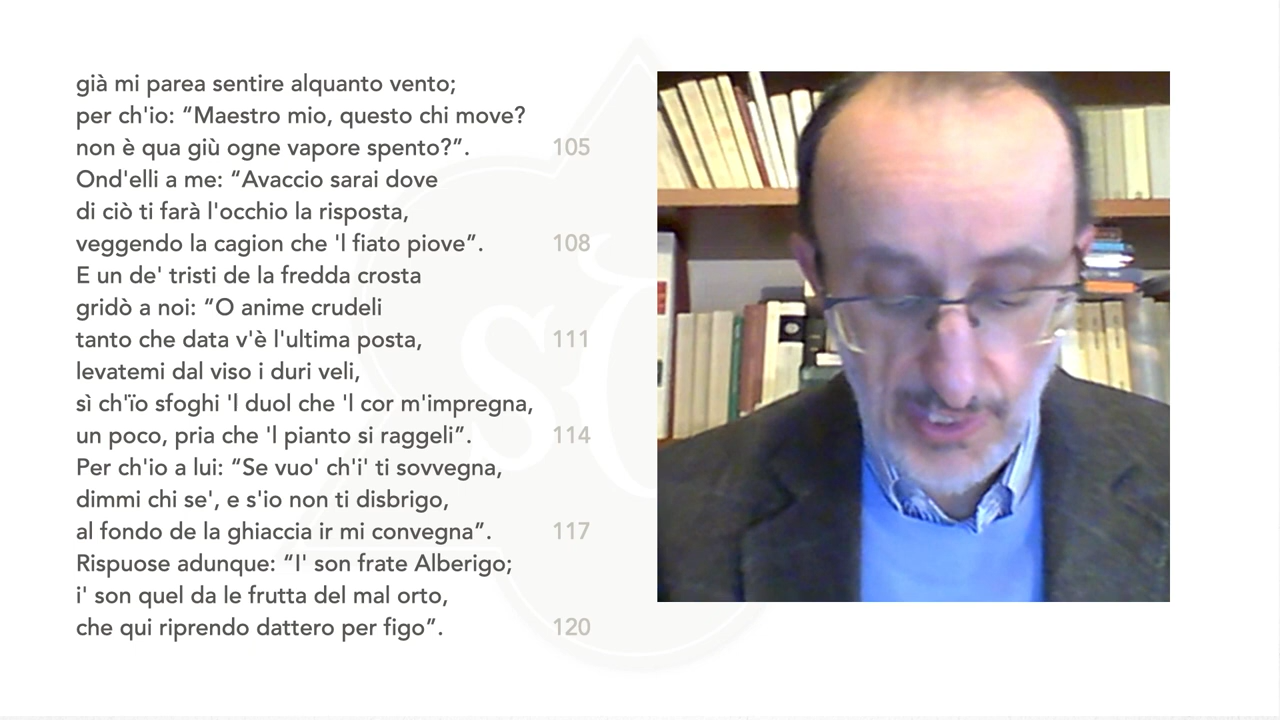 già mi parea sentire alquanto vento;
per ch'io: “Maestro mio, questo chi move?
non è qua giù ogne vapore spento?”. 105
Ond'elli a me: “Avaccio sarai dove
di ciò ti farà l'occhio la risposta,
veggendo la cagion che 'l fiato piove”. 108
E un de' tristi de la fredda crosta
gridò a noi: “O anime crudeli
tanto che data v'è l'ultima posta, 111
levatemi dal viso i duri veli,
sì ch'ïo sfoghi 'l duol che 'l cor m'impregna,
un poco, pria che 'l pianto si raggeli”. 114
Per ch'io a lui: “Se vuo' ch'i' ti sovvegna,
dimmi chi se', e s'io non ti disbrigo,
al fondo de la ghiaccia ir mi convegna”. 117
Rispuose adunque: “I' son frate Alberigo;
i' son quel da le frutta del mal orto,
che qui riprendo dattero per figo”. 120